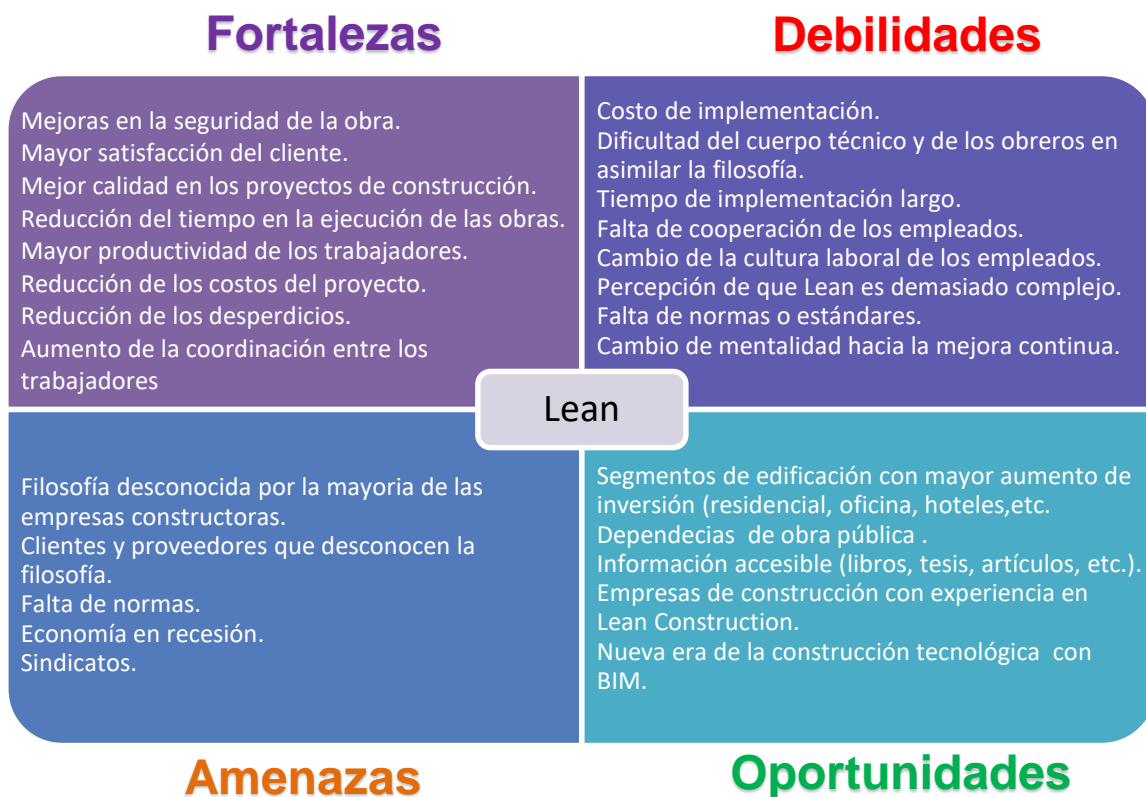 Fortalezas
Mejoras en la seguridad de la obra.
Mayor satisfacción del cliente.
Mejor calidad en los proyectos de construcción.
Reducción del tiempo en la ejecución de las obras.
Mayor productividad de los trabajadores.
Reducción de los costos del proyecto.
Reducción de los desperdicios.
Aumento de la coordinación entre los
trabajadores
Debilidades
Costo de implementación.
Dificultad del cuerpo técnico y de los obreros en
asimilar la filosofía.
Tiempo de implementación largo.
Falta de cooperación de los empleados.
Cambio de la cultura laboral de los empleados.
Percepción de que Lean es demasiado complejo.
Falta de normas o estándares.
Cambio de mentalidad hacia la mejora continua.
Lean
Filosofía desconocida por la mayoria de las
empresas constructoras.
Clientes y proveedores que desconocen la
filosofía.
Falta de normas.
Economía en recesión.
Sindicatos.
Amenazas
Segmentos de edificación con mayor aumento de
inversión (residencial, oficina, hoteles,etc.
Dependecias de obra pública .
Información accesible (libros, tesis, artículos, etc.).
Empresas de construcción con experiencia en
Lean Construction.
Nueva era de la construcción tecnológica con
BIM.
Oportunidades